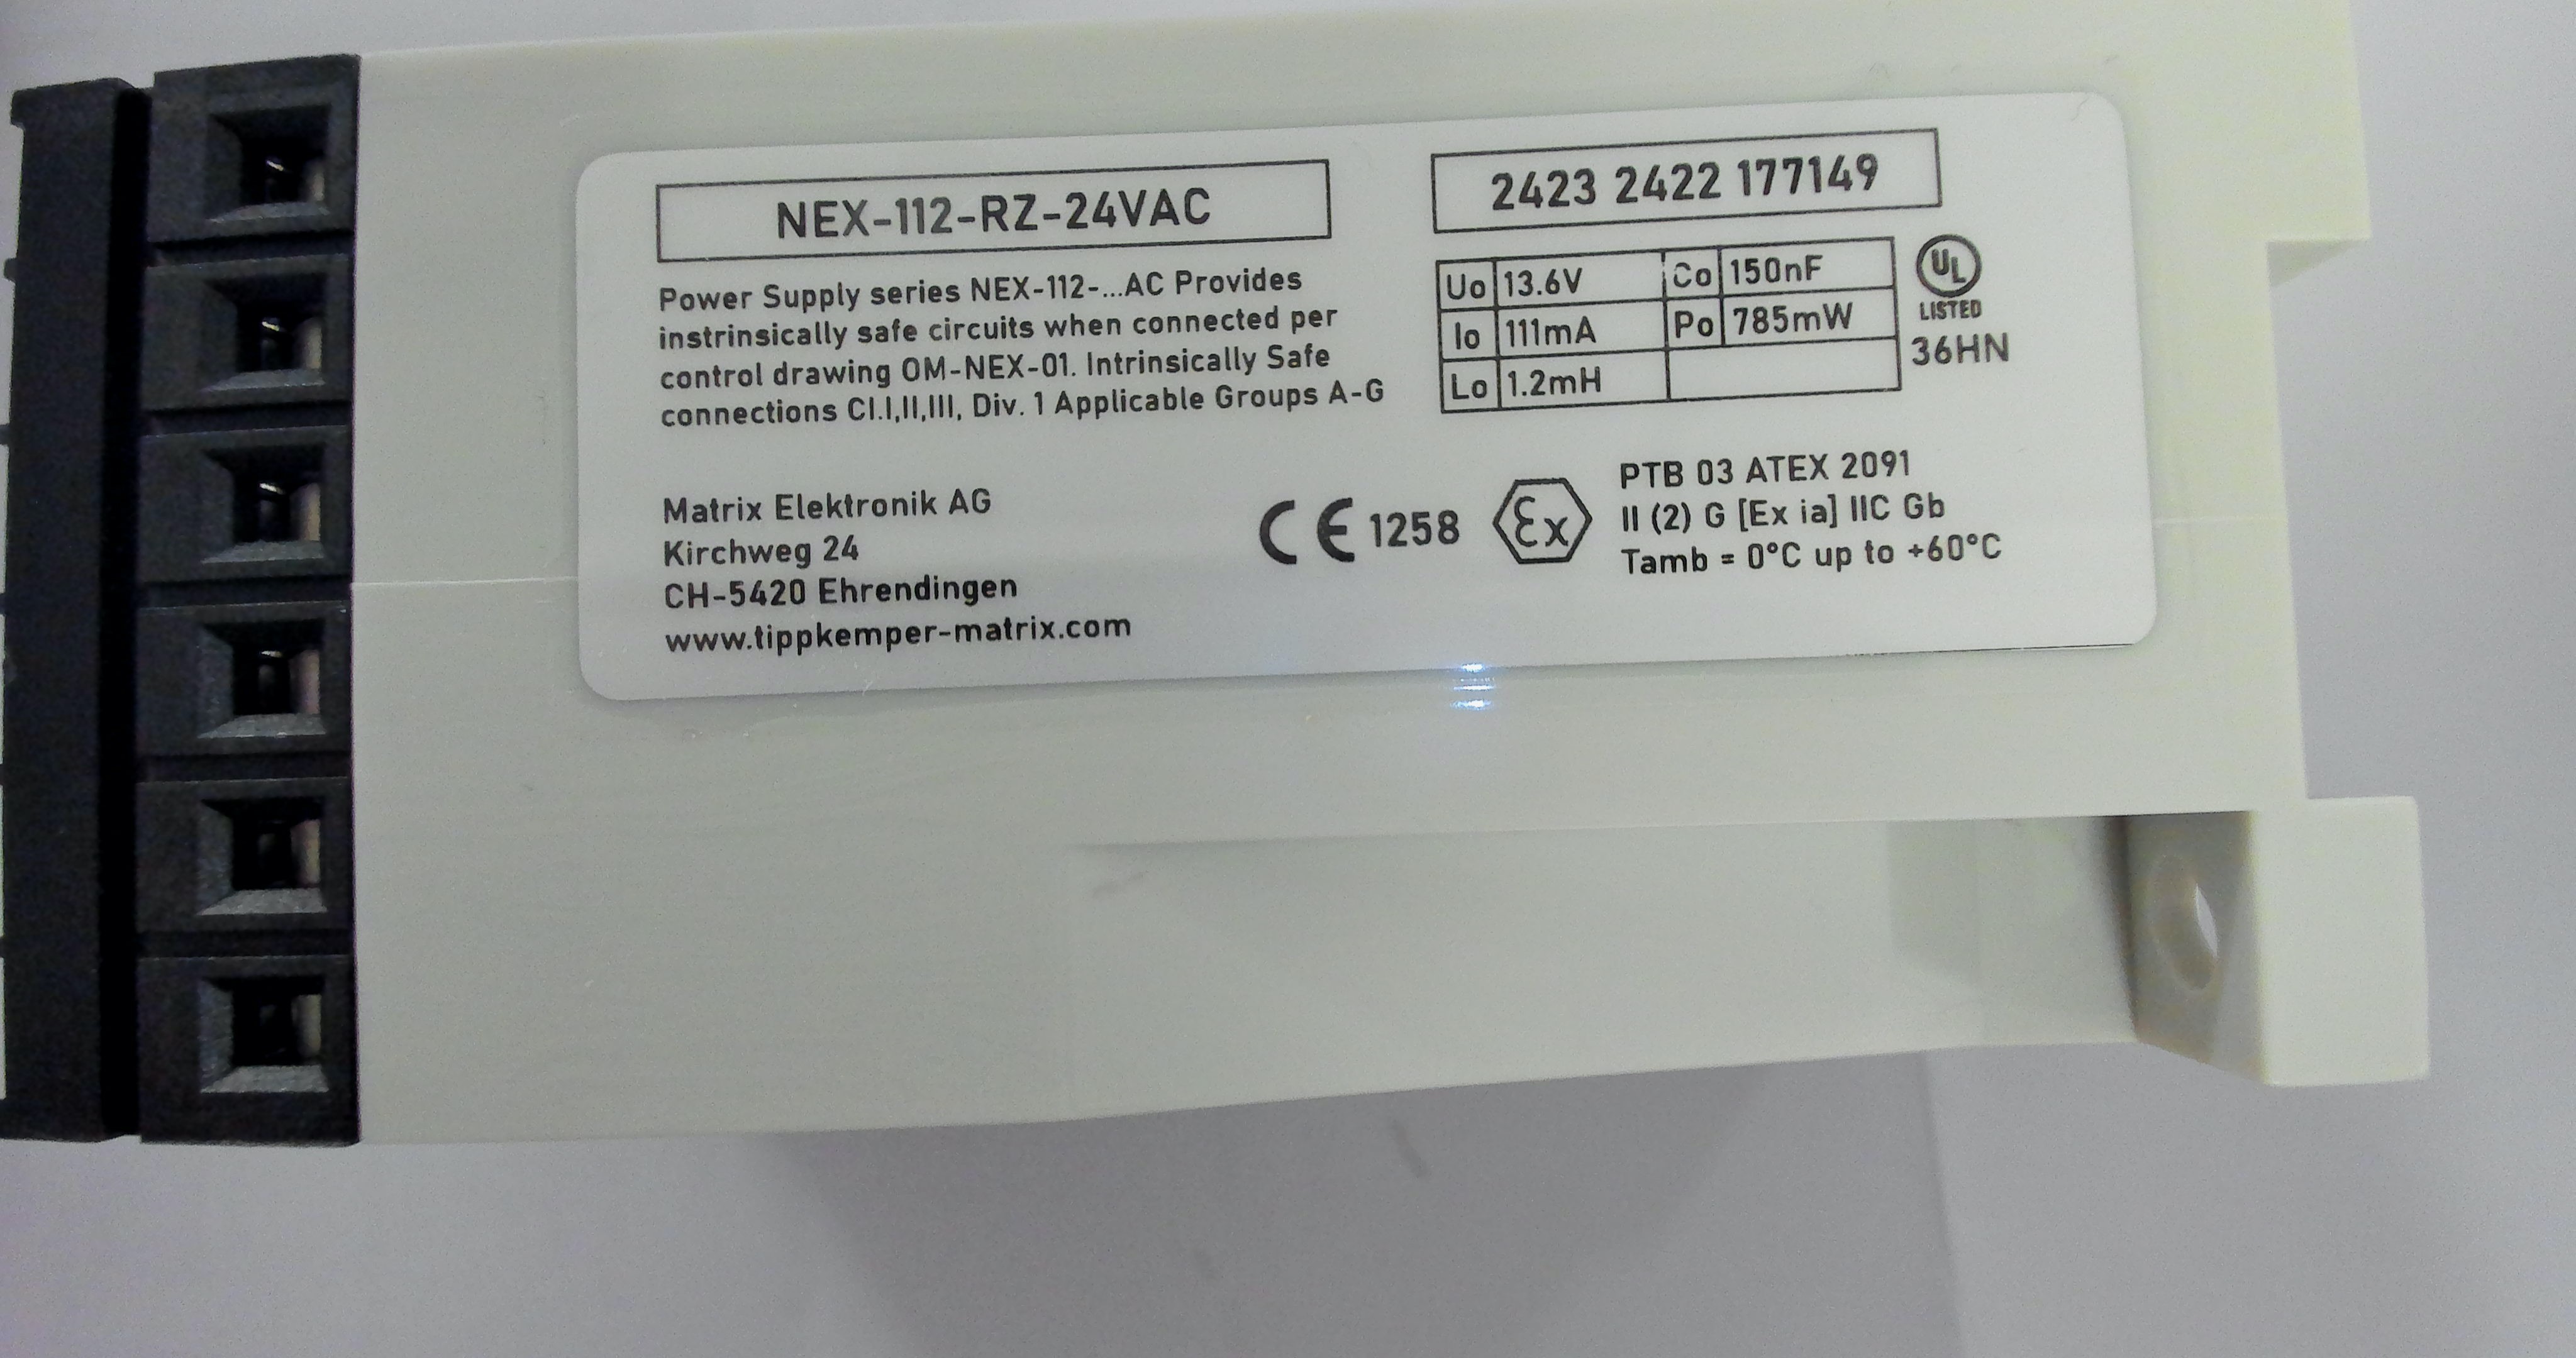 NEX-112-RZ-24VAC
2423 2422 177149
Power Supply series NEX-112-...AC Provides
instrinsically safe circuits when connected per
control drawing OM-NEX-01. Intrinsically Safe
connections Cl.I,II,III, Div. 1 Applicable Groups A-G
Uo 13.6V Co 150nF
Io 111mA Po 785mW
Lo 1.2mH
UL
LISTED
36HN
Matrix Elektronik AG
Kirchweg 24
CH-5420 Ehrendingen
www.tippkemper-matrix.com
CE 1258
Ex
PTB 03 ATEX 2091
II (2) G [Ex ia] IIC Gb
Tamb = 0°C up to +60°C